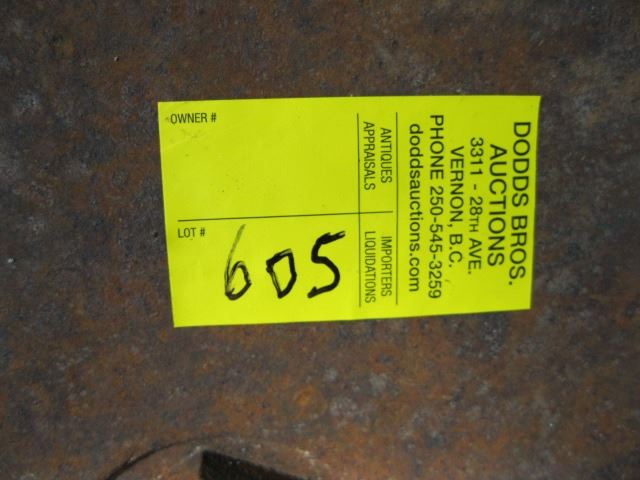 DODDS BROS.
AUCTIONS
3311 - 28TH AVE.
VERNON, B.C.
PHONE 250-545-3259
doddsauctions.com
ANTIQUES
APPRAISALS
IMPORTERS
LIQUIDATIONS
OWNER #
LOT #
605